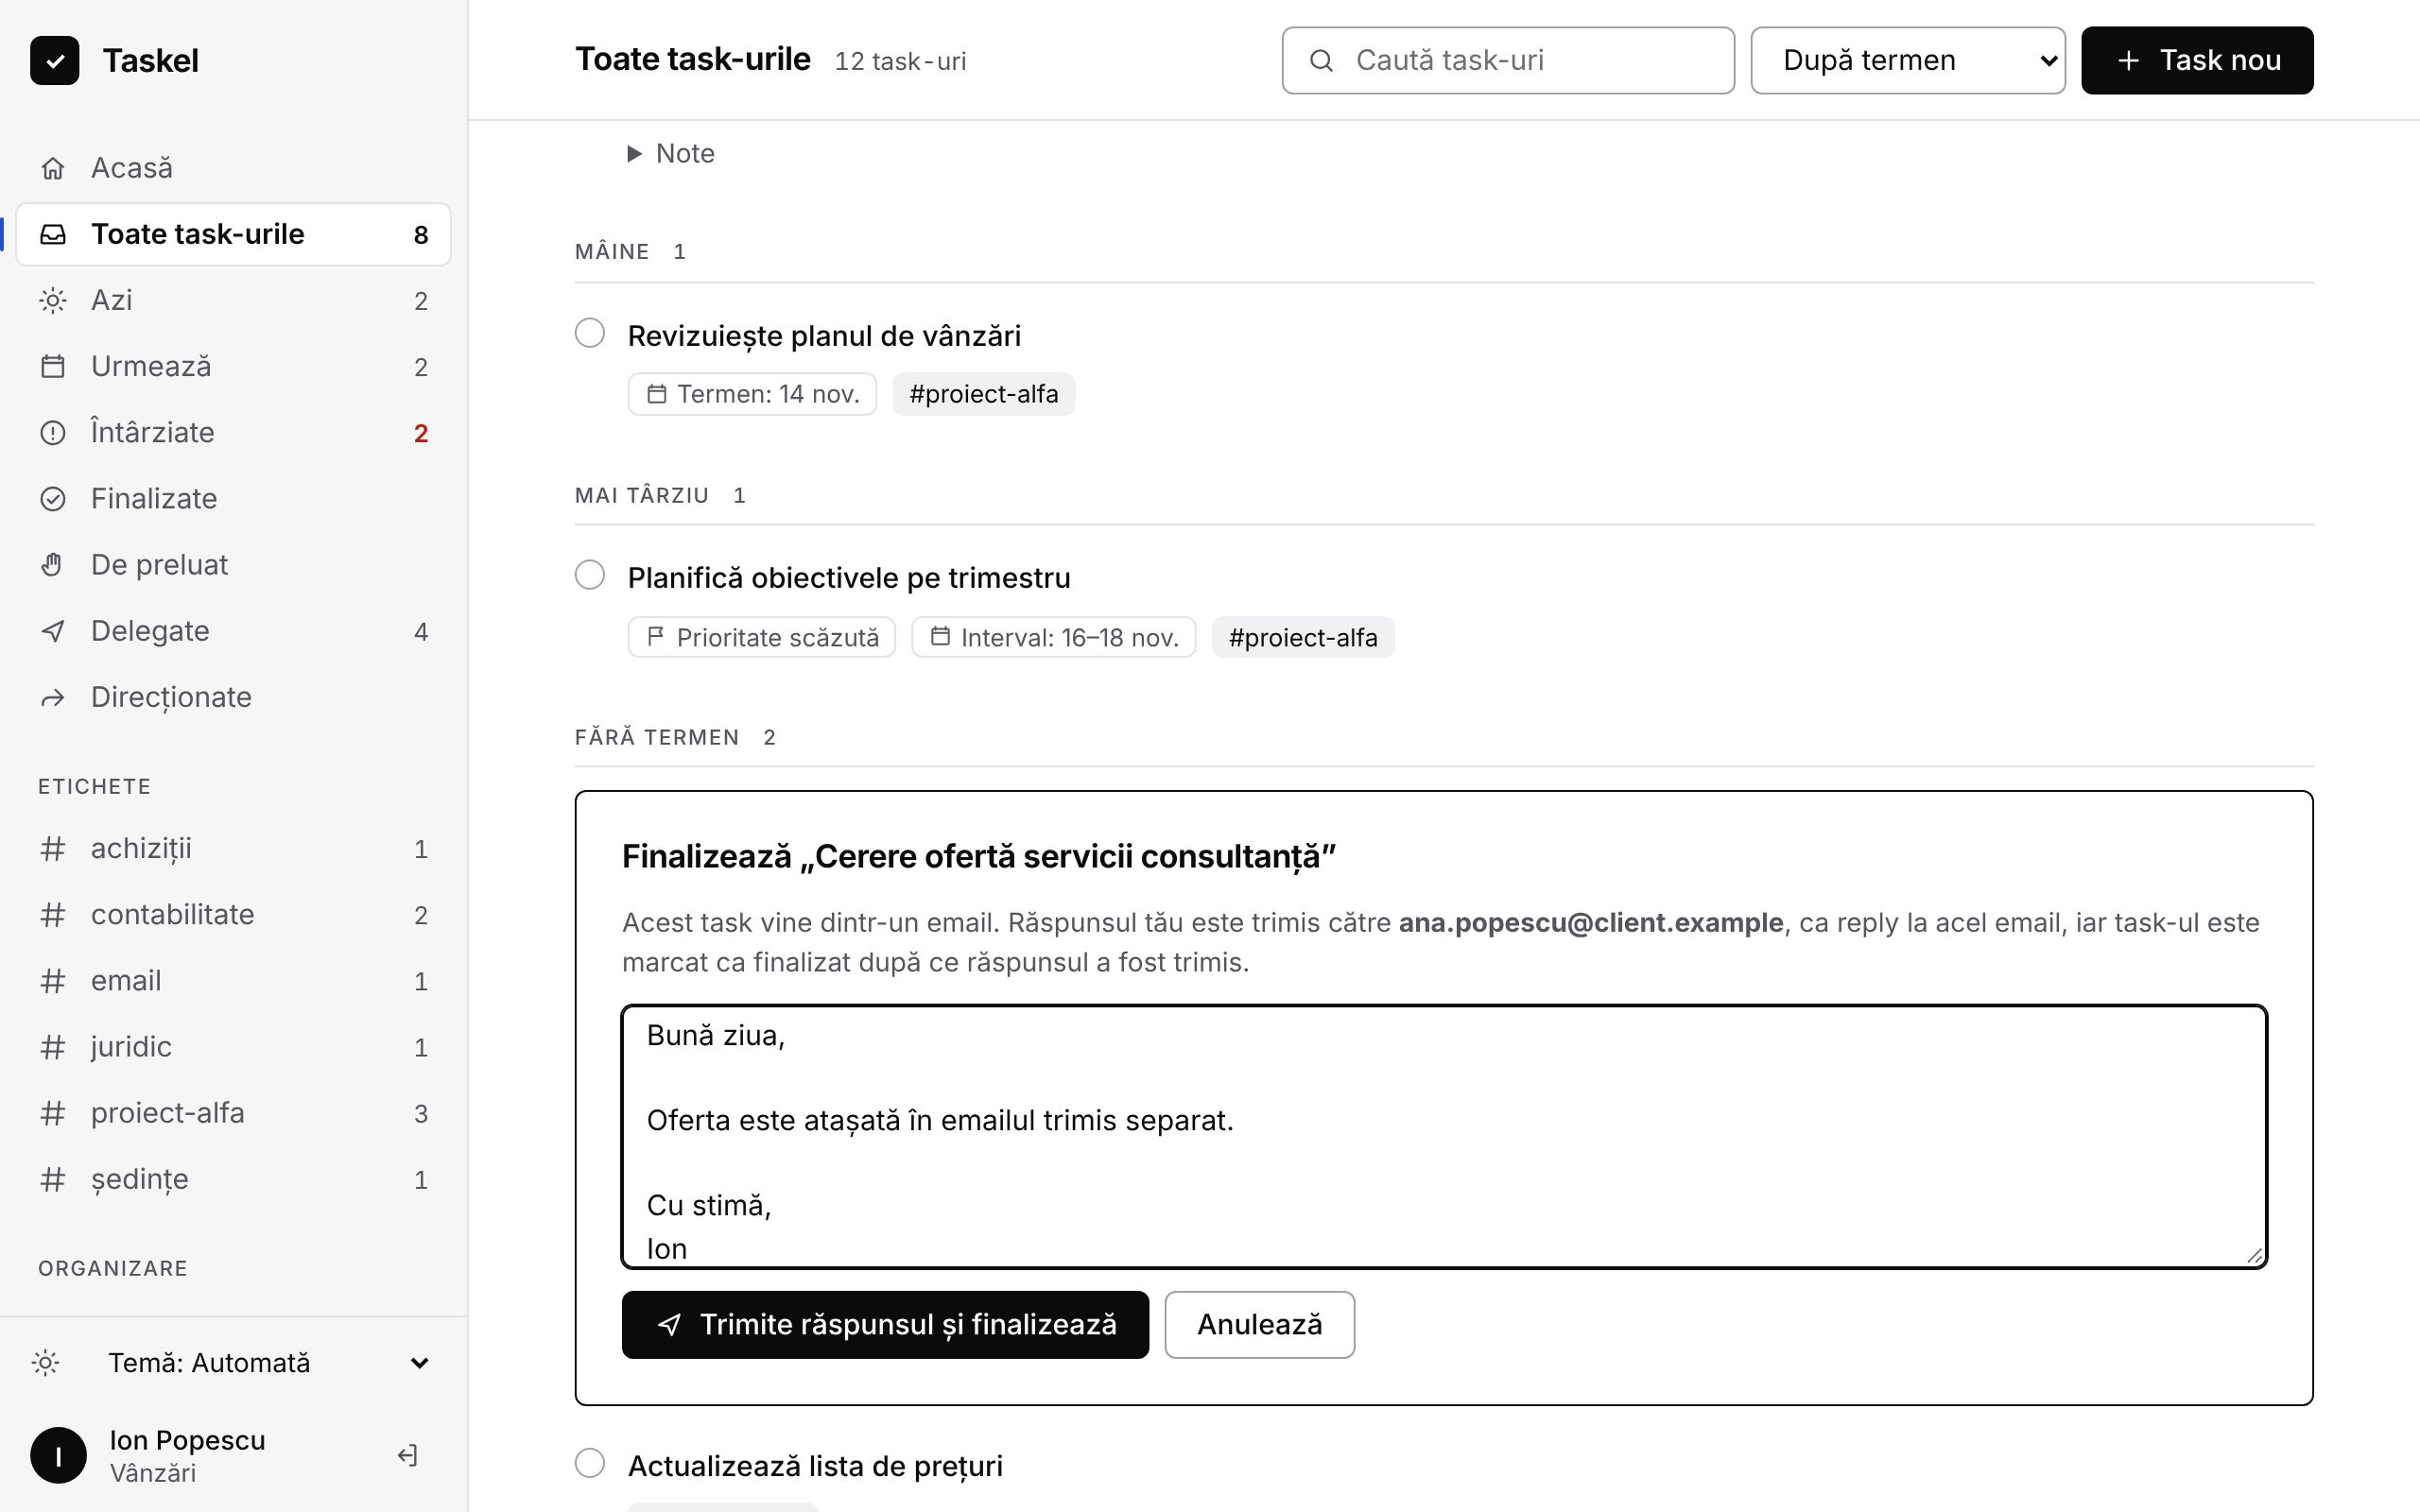 Taskel
Acasă
Toate task-urile 8
Azi 2
Urmează 2
Întârziate 2
Finalizate
De preluat
Delegate 4
Direcționate
ETICHETE
# achiziții 1
# contabilitate 2
# email 1
# juridic 1
# proiect-alfa 3
# ședințe 1
ORGANIZARE
Temă: Automată
I
Ion Popescu
Vânzări
Toate task-urile 12 task-uri
Caută task-uri
După termen
+ Task nou
Note
MÂINE 1
Revizuiește planul de vânzări
Termen: 14 nov. #proiect-alfa
MAI TÂRZIU 1
Planifică obiectivele pe trimestru
Prioritate scăzută Interval: 16–18 nov. #proiect-alfa
FĂRĂ TERMEN 2
Finalizează „Cerere ofertă servicii consultanță”
Acest task vine dintr-un email. Răspunsul tău este trimis către ana.popescu@client.example, ca reply la acel email, iar task-ul este
marcat ca finalizat după ce răspunsul a fost trimis.
Bună ziua,
Oferta este atașată în emailul trimis separat.
Cu stimă,
Ion
Trimite răspunsul și finalizează
Anulează
Actualizează lista de prețuri